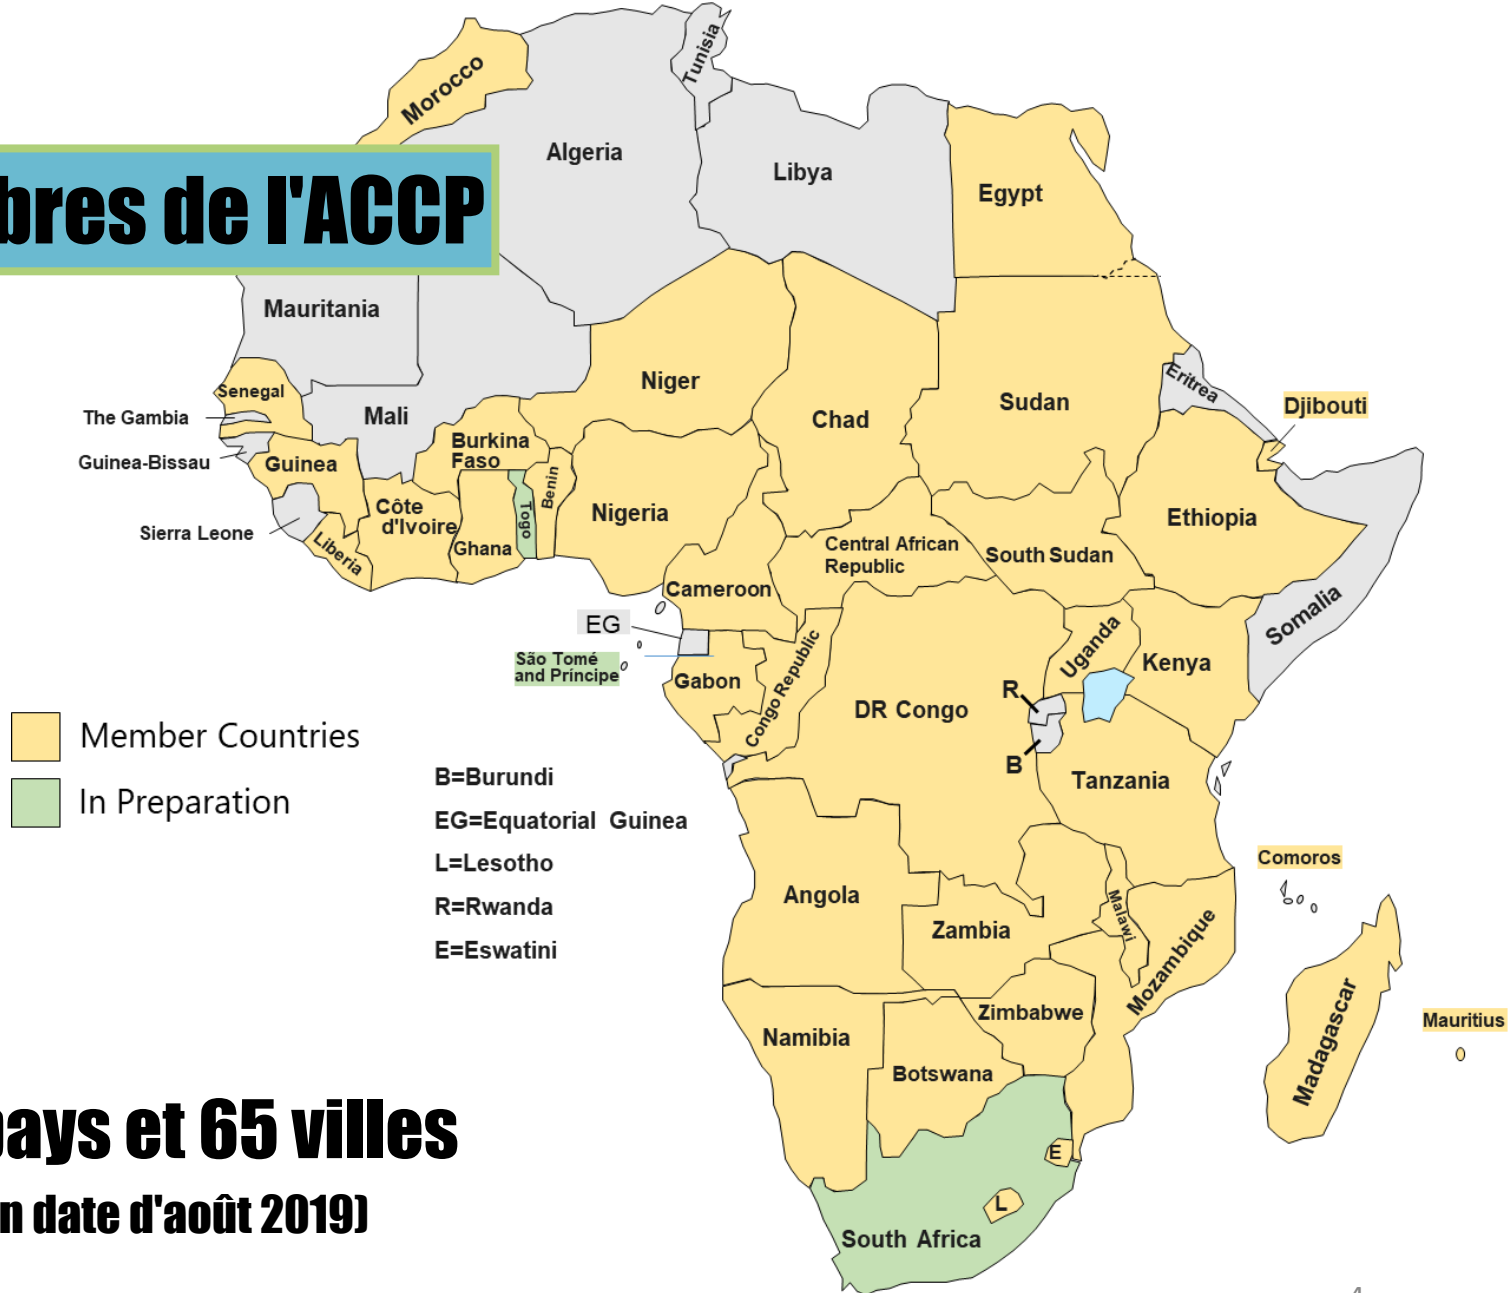 Morocco
Tunisia
Algeria
Libya
Egypt
bres de l'ACCP
Mauritania
Niger
Chad
Sudan
Eritrea
Djibouti
Senegal
The Gambia
Mali
Guinea-Bissau
Guinea
Burkina
Faso
Benin
Togo
Nigeria
Ethiopia
Côte
d'Ivoire
Sierra Leone
Liberia
Ghana
Central African
Republic
South Sudan
Cameroon
Somalia
EG
São Tomé
and Príncipe
Gabon
Congo Republic
Uganda
Kenya
R
DR Congo
B
Tanzania
Member Countries
In Preparation
B=Burundi
EG=Equatorial Guinea
L=Lesotho
R=Rwanda
E=Eswatini
Comoros
Angola
Zambia
Malawi
Mozambique
Madagascar
Mauritius
Namibia
Zimbabwe
Botswana
E
L
South Africa
pays et 65 villes
n date d'août 2019)